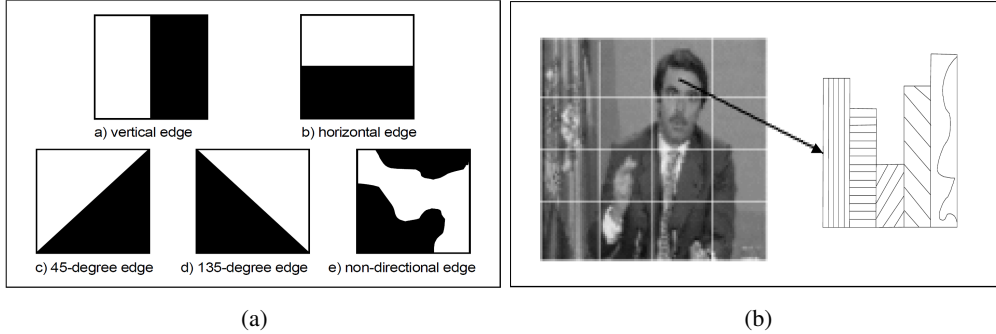 a) vertical edge
b) horizontal edge
c) 45-degree edge
d) 135-degree edge
e) non-directional edge
(a)
(b)